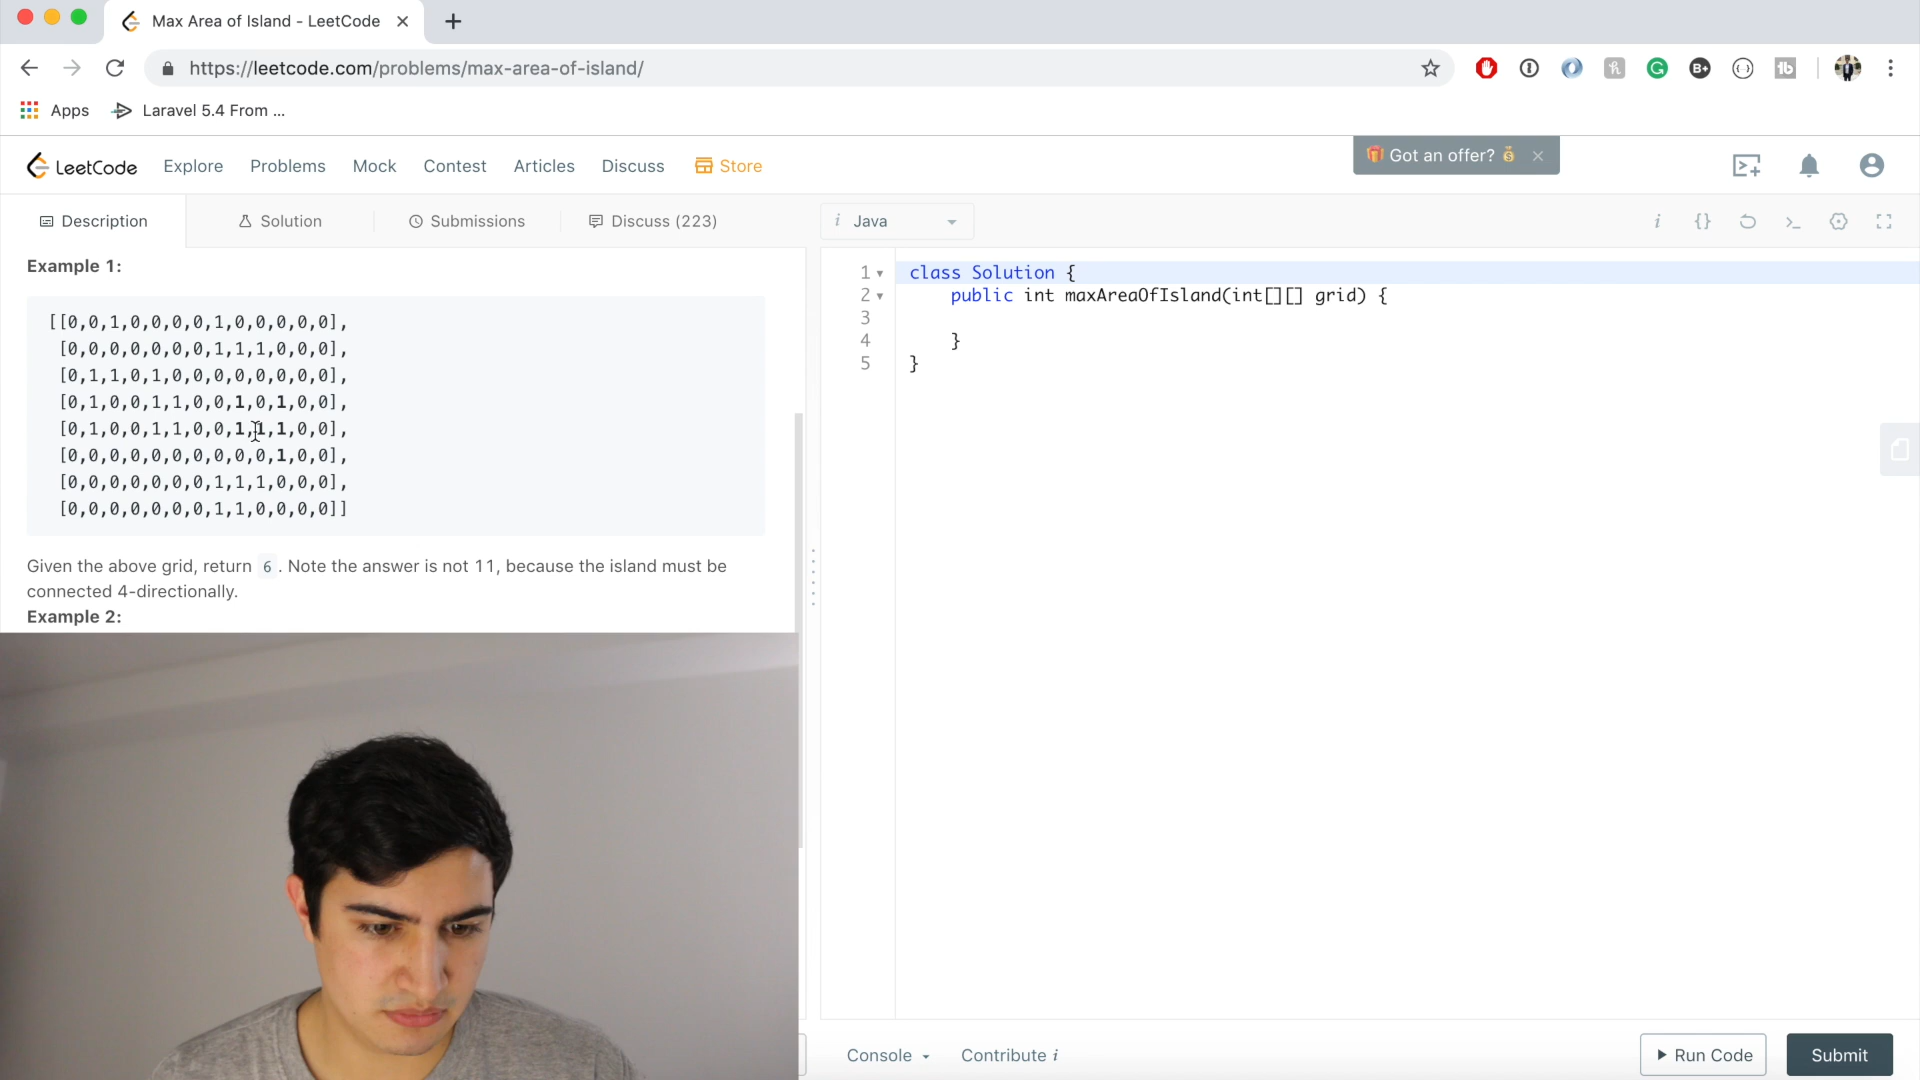 Max Area of Island - LeetCode
https://leetcode.com/problems/max-area-of-island/
Apps
Laravel 5.4 From ...
LeetCode Explore Problems Mock Contest Articles Discuss Store
Got an offer?
Description Solution Submissions Discuss (223)
i Java
Example 1:
[[0,0,1,0,0,0,0,1,0,0,0,0,0],
[0,0,0,0,0,0,0,1,1,1,0,0,0],
[0,1,1,0,1,0,0,0,0,0,0,0,0],
[0,1,0,0,1,1,0,0,1,0,1,0,0],
[0,1,0,0,1,1,0,0,1,1,1,0,0],
[0,0,0,0,0,0,0,0,0,0,1,0,0],
[0,0,0,0,0,0,0,1,1,1,0,0,0],
[0,0,0,0,0,0,0,1,1,0,0,0,0]]
Given the above grid, return 6 . Note the answer is not 11, because the island must be
connected 4-directionally.
Example 2:
1 class Solution {
2 public int maxAreaOfIsland(int[][] grid) {
3
4 }
5 }
Console Contribute i
Run Code
Submit